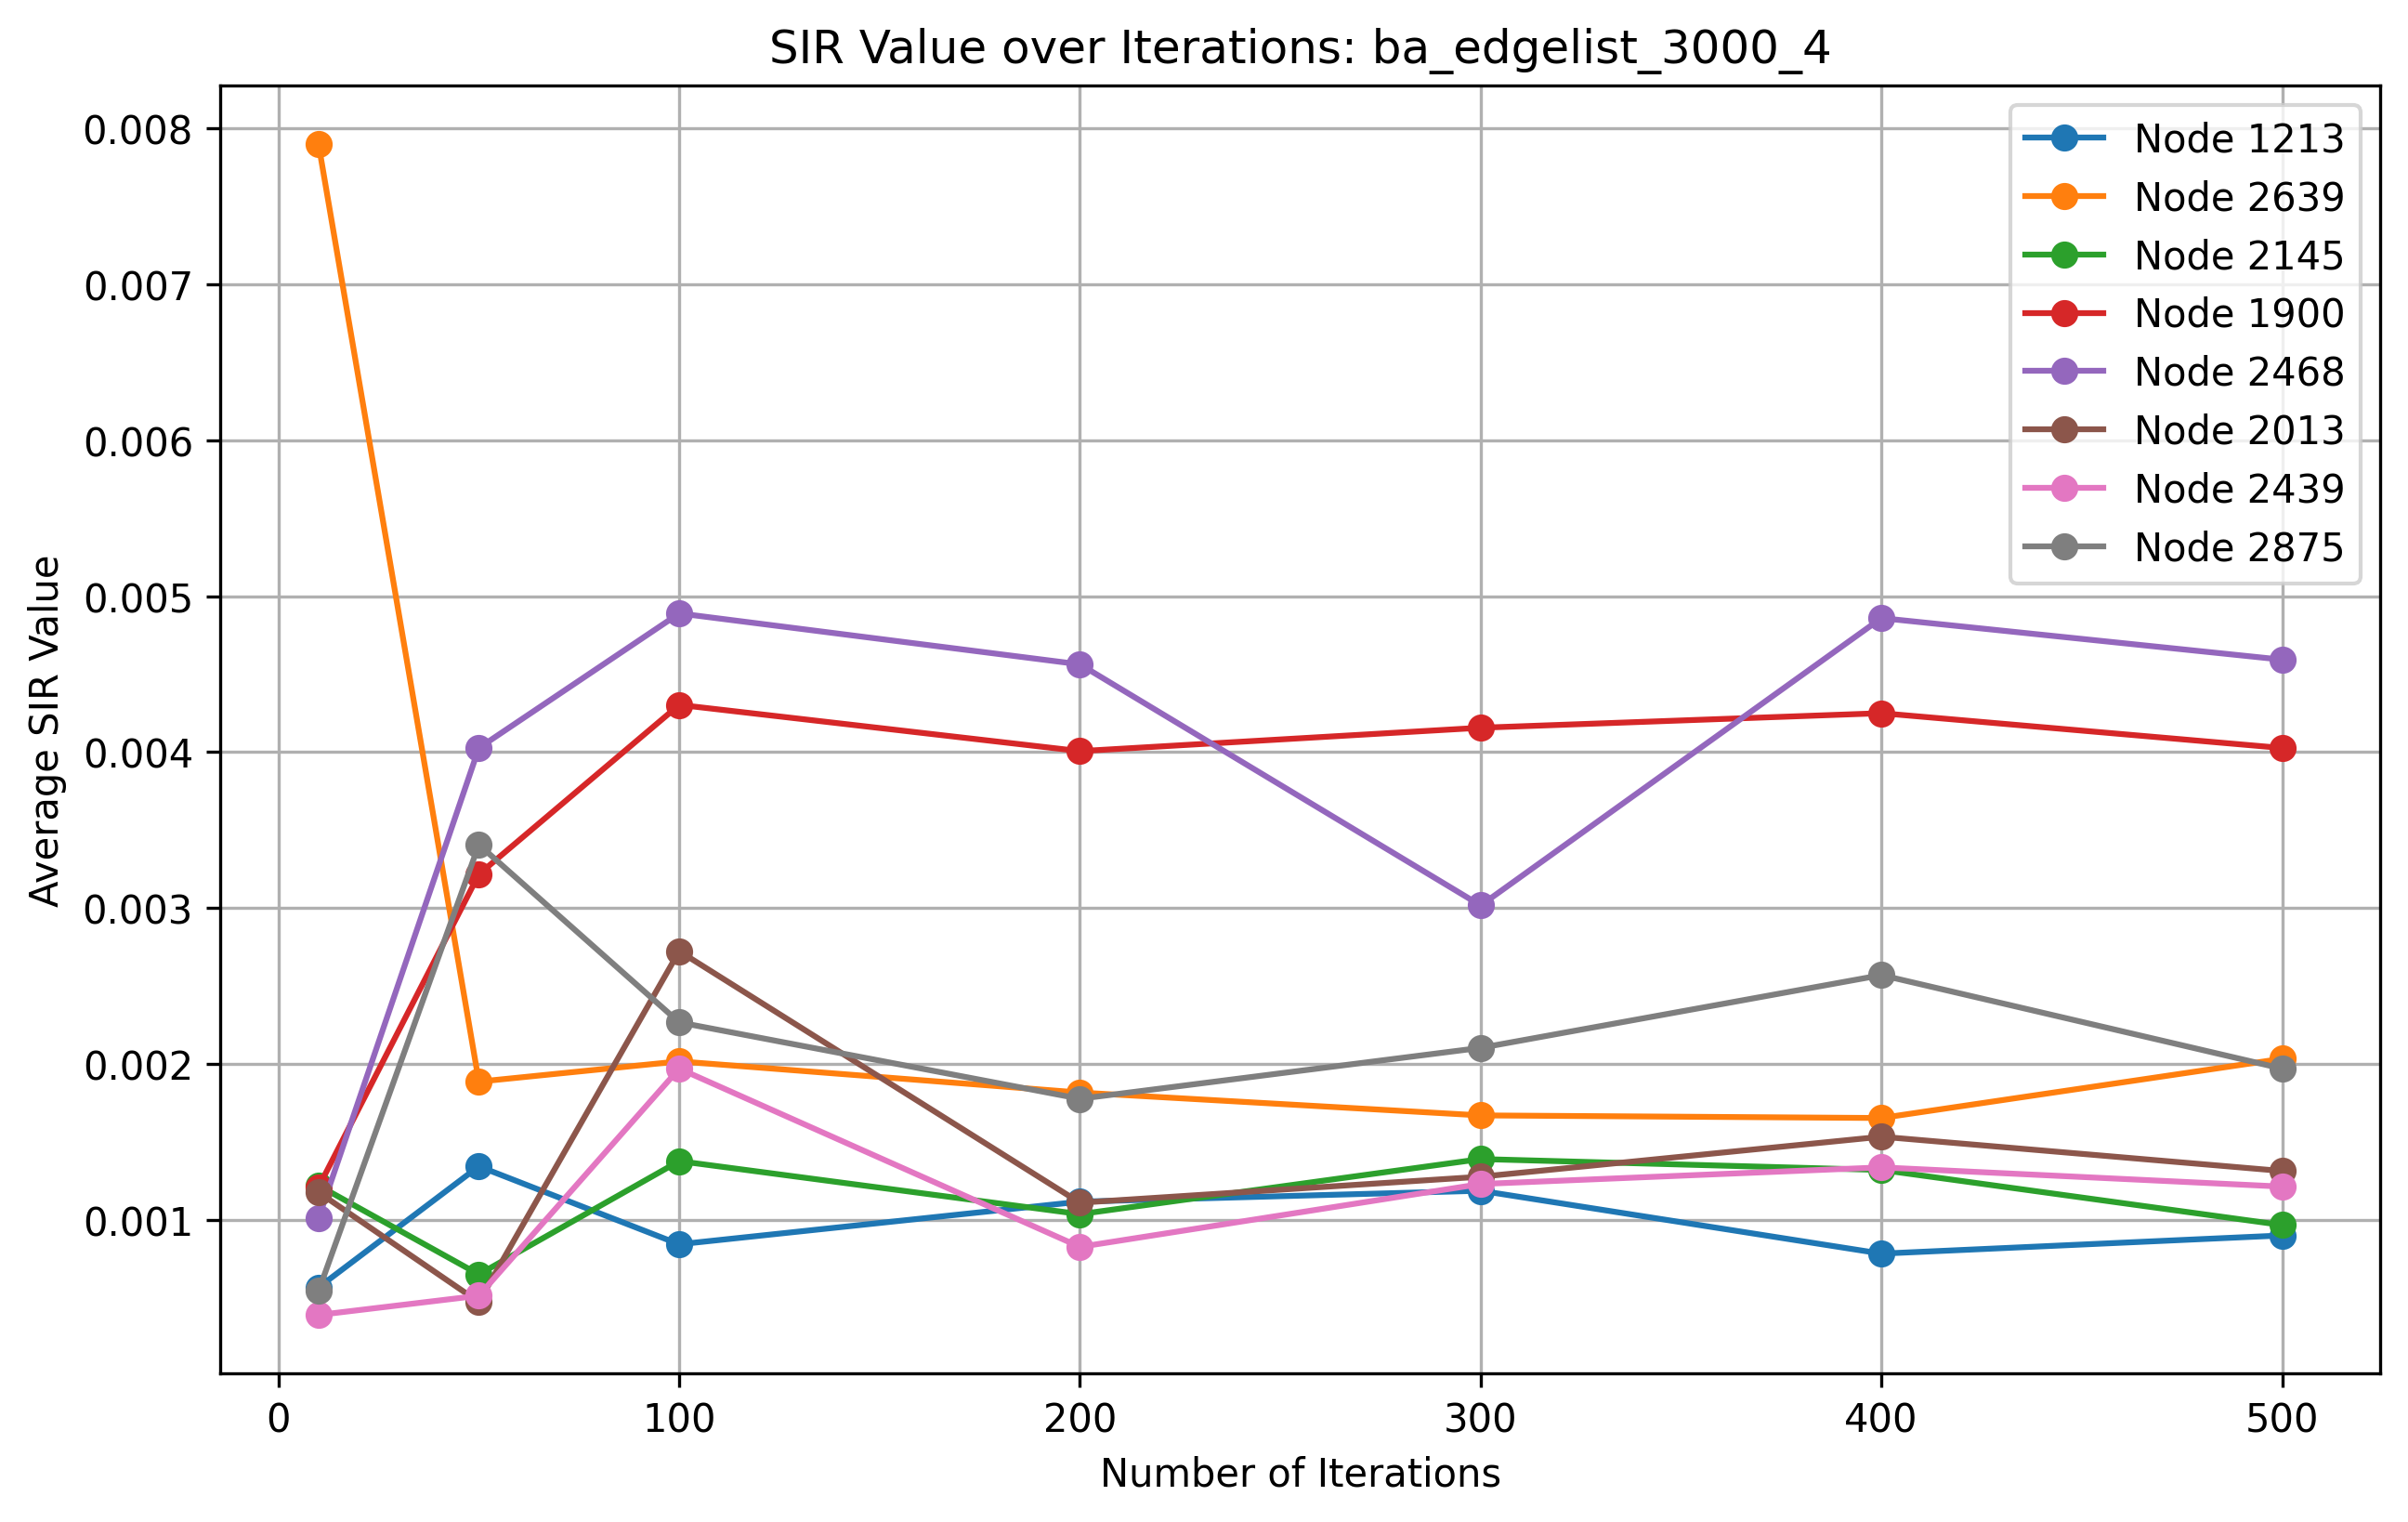 SIR Value over Iterations: ba_edgelist_3000_4
0.008
0.007
0.006
0.005
0.004
0.003
0.002
0.001
Average SIR Value
Node 1213
Node 2639
Node 2145
Node 1900
Node 2468
Node 2013
Node 2439
Node 2875
0 100 200 300 400 500
Number of Iterations